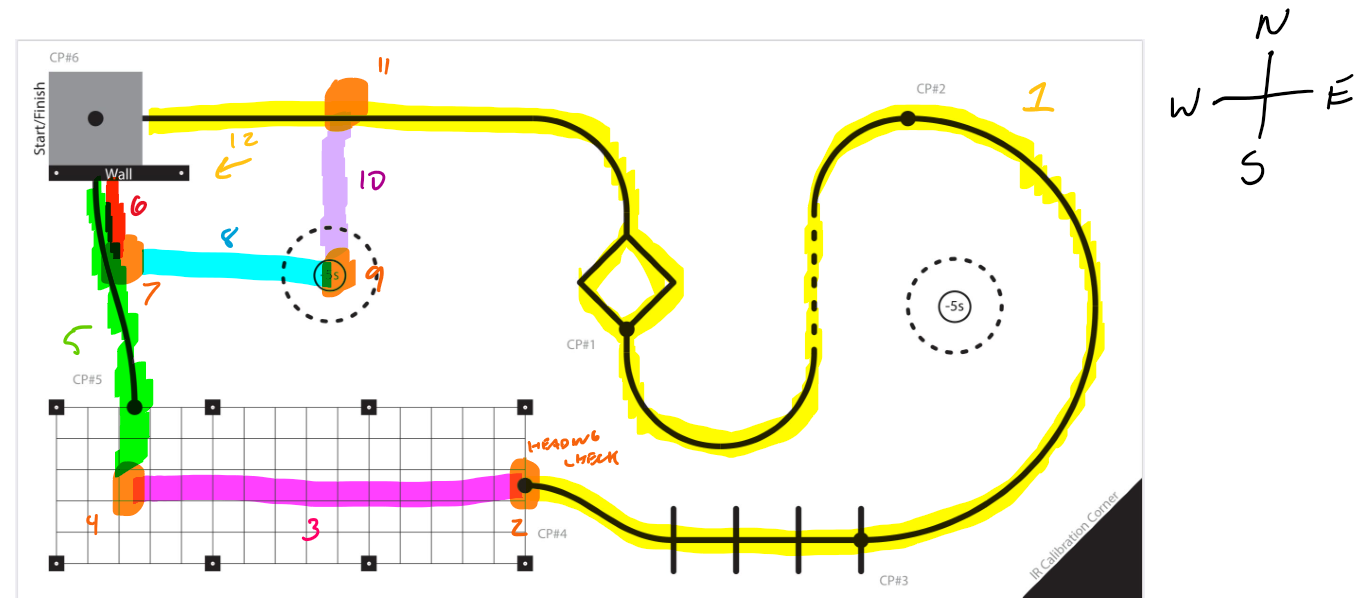 N
W E
S
CP#6
Start/Finish
Wall
11
CP#2
1
12
10
6
8
-5s
9
7
-5s
5
CP#1
CP#5
HEADING
CHECK
4
3
2
CP#4
CP#3
IR Calibration Corner